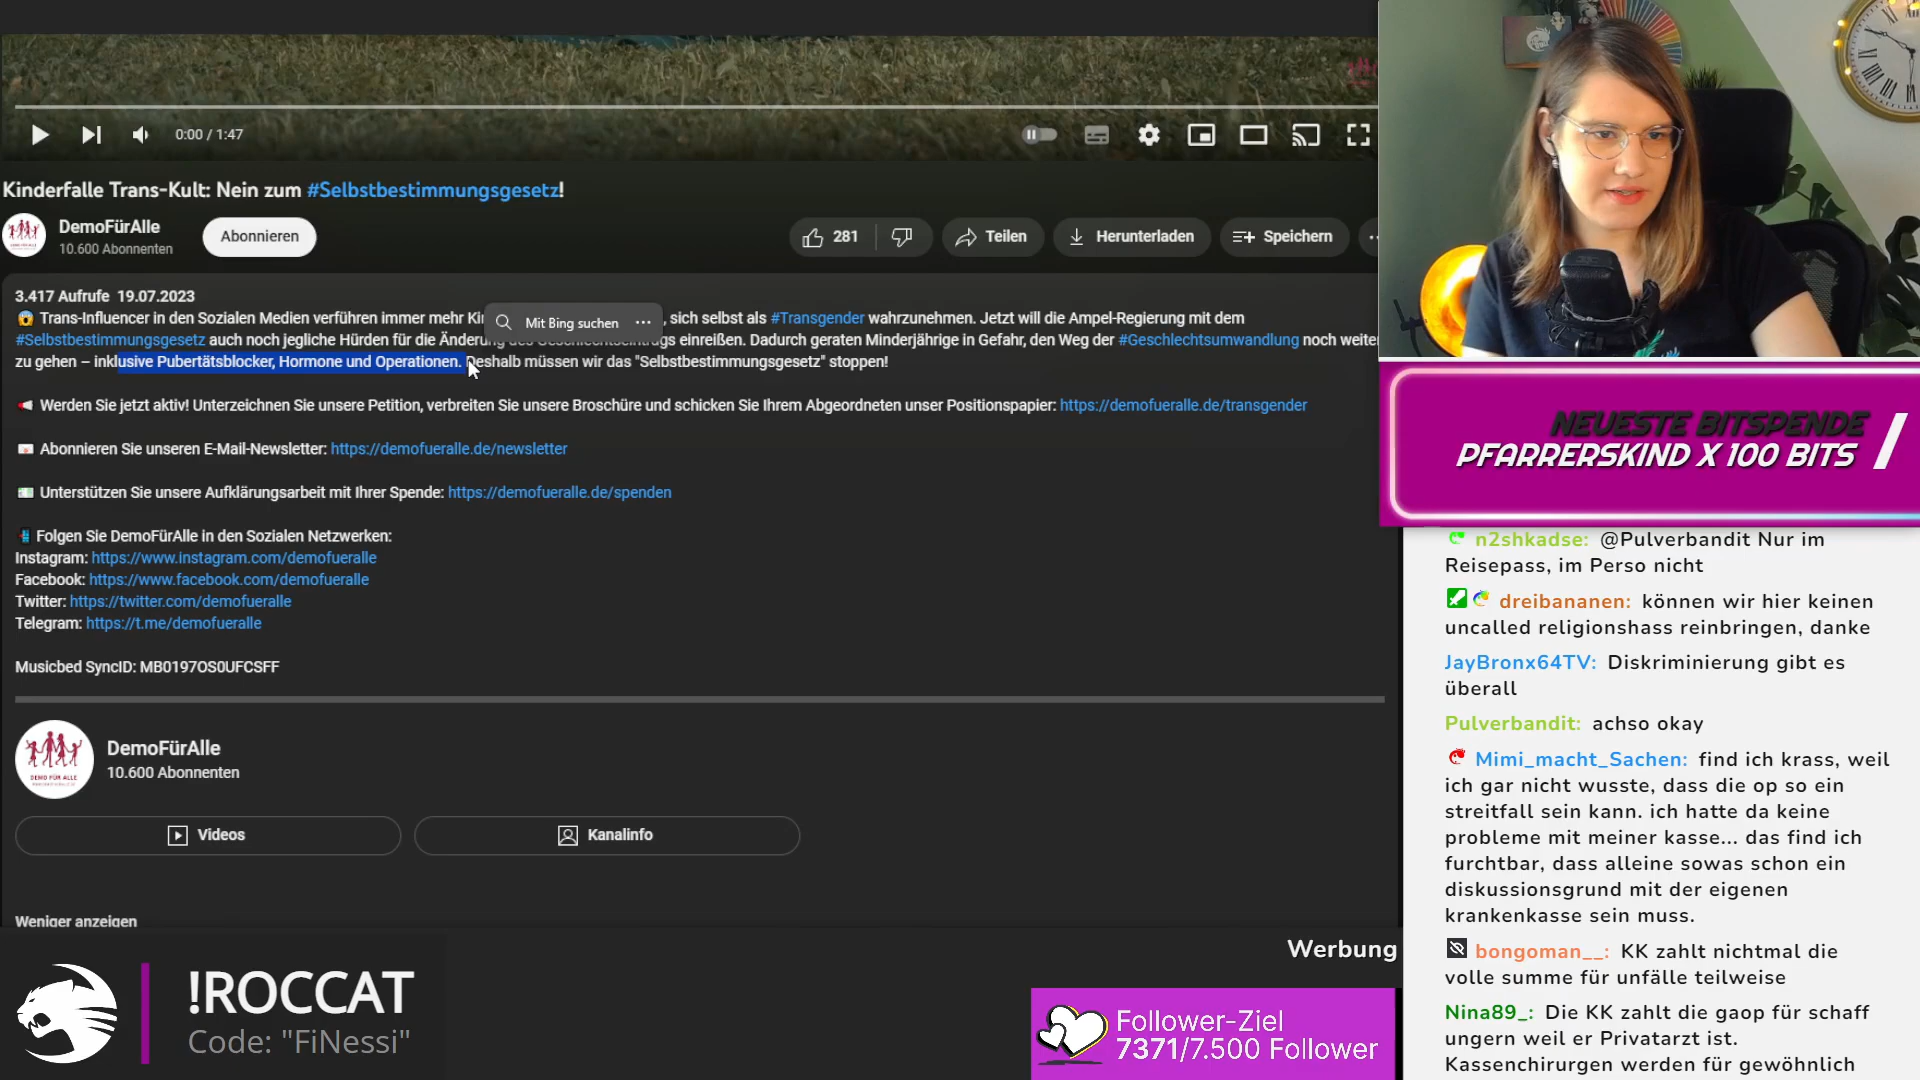 0:00 / 1:47
Kinderfalle Trans-Kult: Nein zum #Selbstbestimmungsgesetz!
DemoFürAlle
10.600 Abonnenten
Abonnieren
281
Teilen
Herunterladen
Speichern
3.417 Aufrufe 19.07.2023
😱 Trans-Influencer in den Sozialen Medien verführen immer mehr , sich selbst als #Transgender wahrzunehmen. Jetzt will die Ampel-Regierung mit dem
#Selbstbestimmungsgesetz auch noch jegliche Hürden für die Änderung des Geschlechtseintrags einreißen. Dadurch geraten Minderjährige in Gefahr, den Weg der #Geschlechtsumwandlung noch weiter
zu gehen – inklusive Pubertätsblocker, Hormone und Operationen. Deshalb müssen wir das "Selbstbestimmungsgesetz" stoppen!
Mit Bing suchen
📢 Werden Sie jetzt aktiv! Unterzeichnen Sie unsere Petition, verbreiten Sie unsere Broschüre und schicken Sie Ihrem Abgeordneten unser Positionspapier: https://demofueralle.de/transgender
Abonnieren Sie unseren E-Mail-Newsletter: https://demofueralle.de/newsletter
Unterstützen Sie unsere Aufklärungsarbeit mit Ihrer Spende: https://demofueralle.de/spenden
Folgen Sie DemoFürAlle in den Sozialen Netzwerken:
Instagram: https://www.instagram.com/demofueralle
Facebook: https://www.facebook.com/demofueralle
Twitter: https://twitter.com/demofueralle
Telegram: https://t.me/demofueralle
Musicbed SyncID: MB0197OS0UFCSFF
DEMO FÜR ALLE
DemoFürAlle
10.600 Abonnenten
Videos
Kanalinfo
Weniger anzeigen
!ROCCAT
Code: "FiNessi"
Werbung
Follower-Ziel
7371/7.500 Follower
NEUESTE BITSPENDE
PFARRERSKIND X 100 BITS
n2shkadse: @Pulverbandit Nur im
Reisepass, im Perso nicht
dreibananen: können wir hier keinen
uncalled religionshass reinbringen, danke
JayBronx64TV: Diskriminierung gibt es
überall
Pulverbandit: achso okay
Mimi_macht_Sachen: find ich krass, weil
ich gar nicht wusste, dass die op so ein
streitfall sein kann. ich hatte da keine
probleme mit meiner kasse... das find ich
furchtbar, dass alleine sowas schon ein
diskussionsgrund mit der eigenen
krankenkasse sein muss.
bongoman__: KK zahlt nichtmal die
volle summe für unfälle teilweise
Nina89_: Die KK zahlt die gaop für schaff
ungern weil er Privatarzt ist.
Kassenchirurgen werden für gewöhnlich